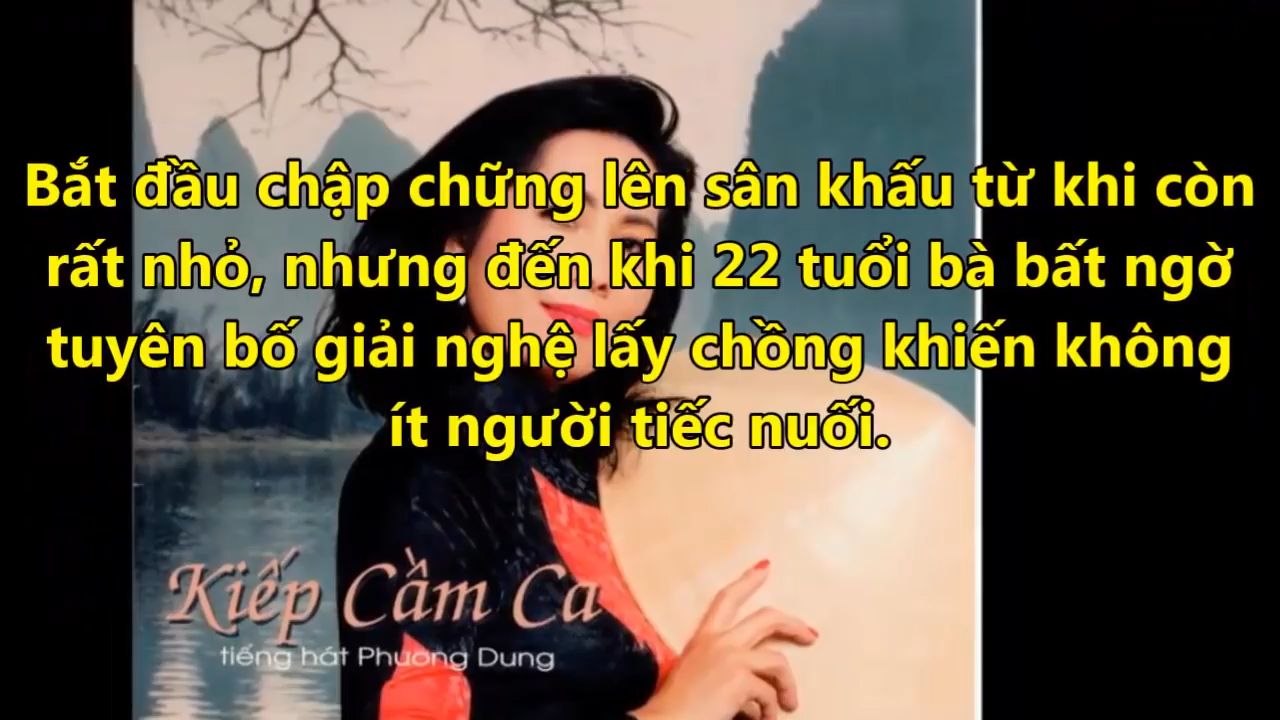 Bắt đầu chập chững lên sân khấu từ khi còn
rất nhỏ, nhưng đến khi 22 tuổi bà bất ngờ
tuyên bố giải nghệ lấy chồng khiến không
ít người tiếc nuối.
Kiếp Cầm Ca
tiếng hát Phương Dung